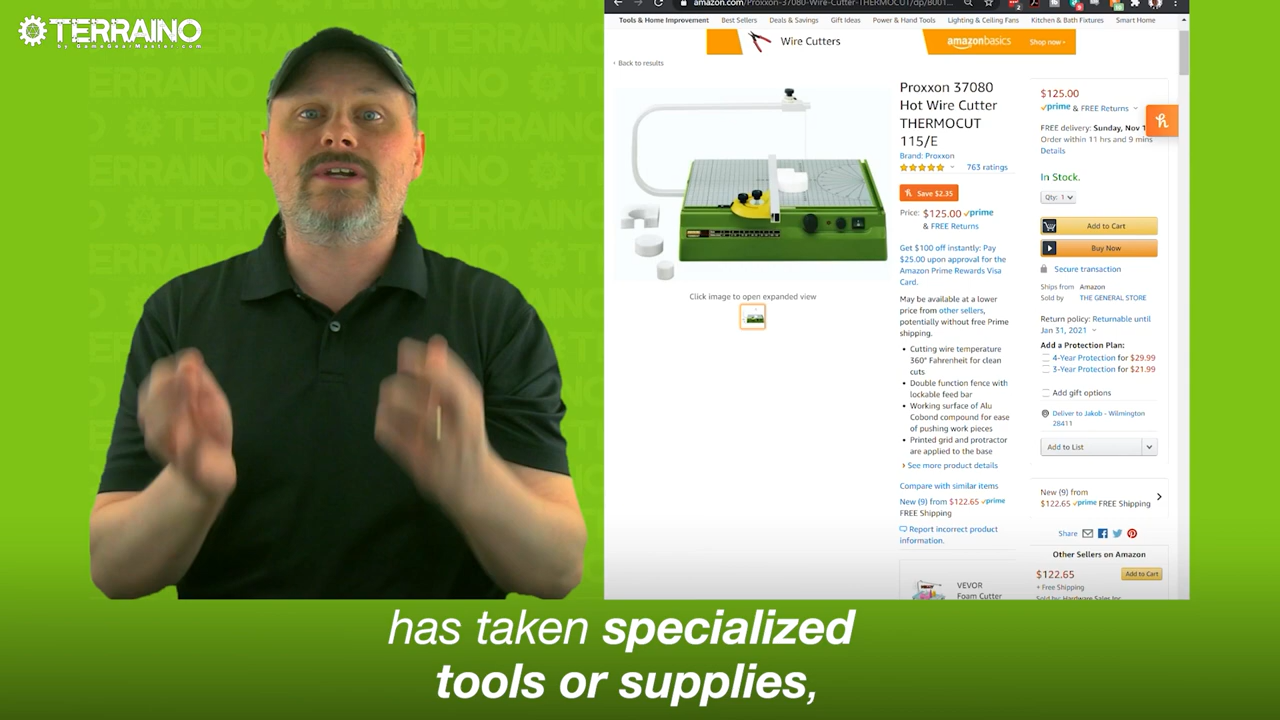 TERRAINO
by GameGearMaster.com
amazon.com/Proxxon-37080-Wire-Cutter-THERMOCUT/dp/B001
Tools & Home Improvement Best Sellers Deals & Savings Gift Ideas Power & Hand Tools Lighting & Ceiling Fans Kitchen & Bath Fixtures Smart Home
Wire Cutters
amazonbasics Shop now ›
‹ Back to results
Click image to open expanded view
Proxxon 37080
Hot Wire Cutter
THERMOCUT
115/E
Brand: Proxxon
763 ratings
Save $2.35
Price: $125.00 prime
& FREE Returns
Get $100 off instantly: Pay
$25.00 upon approval for the
Amazon Prime Rewards Visa
Card.
May be available at a lower
price from other sellers,
potentially without free Prime
shipping.
• Cutting wire temperature
360° Fahrenheit for clean
cuts
• Double function fence with
lockable feed bar
• Working surface of Alu
Cobond compound for ease
of pushing work pieces
• Printed grid and protractor
are applied to the base
› See more product details
Compare with similar items
New (9) from $122.65 prime
FREE Shipping
Report incorrect product
information.
VEVOR
Foam Cutter
$125.00
prime & FREE Returns
FREE delivery: Sunday, Nov 1
Order within 11 hrs and 9 mins
Details
In Stock.
Qty: 1
Add to Cart
Buy Now
Secure transaction
Ships from Amazon
Sold by THE GENERAL STORE
Return policy: Returnable until
Jan 31, 2021
Add a Protection Plan:
4-Year Protection for $29.99
3-Year Protection for $21.99
Add gift options
Deliver to Jakob - Wilmington
28411
Add to List
New (9) from
$122.65 prime FREE Shipping
Share
Other Sellers on Amazon
$122.65 Add to Cart
+ Free Shipping
Sold by: Hardware Sales Inc.
has taken specialized
tools or supplies,